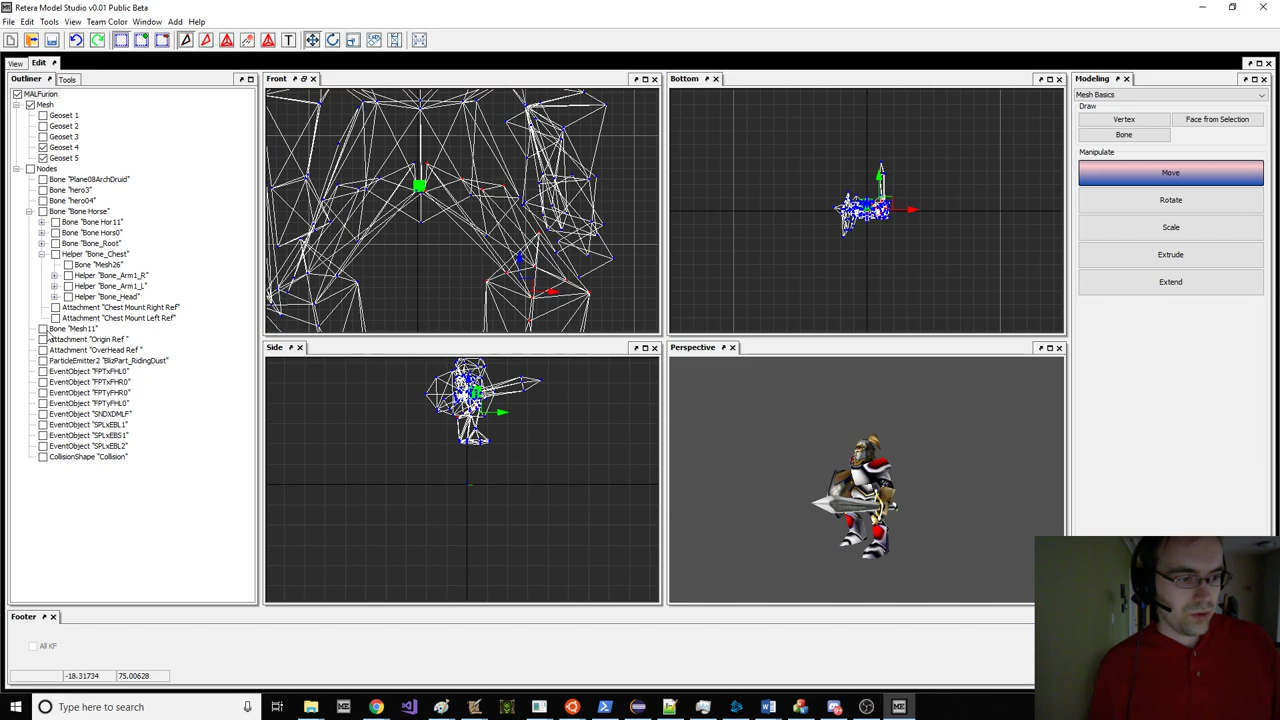 Retera Model Studio v0.01 Public Beta
File Edit Tools View Team Color Window Add Help
View Edit
Outliner Tools
MALFurion
Mesh
Geoset 1
Geoset 2
Geoset 3
Geoset 4
Geoset 5
Nodes
Bone "Plane08ArchDruid"
Bone "hero3"
Bone "hero04"
Bone "Bone Horse"
Bone "Bone Hor11"
Bone "Bone Hors0"
Bone "Bone_Root"
Helper "Bone_Chest"
Bone "Mesh26"
Helper "Bone_Arm1_R"
Helper "Bone_Arm1_L"
Helper "Bone_Head"
Attachment "Chest Mount Right Ref"
Attachment "Chest Mount Left Ref"
Bone "Mesh11"
Attachment "Origin Ref "
Attachment "OverHead Ref "
ParticleEmitter2 "BlizPart_RidingDust"
EventObject "FPTxFHL0"
EventObject "FPTxFHR0"
EventObject "FPTyFHR0"
EventObject "FPTyFHL0"
EventObject "SNDXDMLF"
EventObject "SPLxEBL1"
EventObject "SPLxEBS1"
EventObject "SPLxEBL2"
CollisionShape "Collision"
Front
Bottom
Side
Perspective
Modeling
Mesh Basics
Draw
Vertex Face from Selection
Bone
Manipulate
Move
Rotate
Scale
Extrude
Extend
Footer
All KF
-18.31734 75.00628
Type here to search